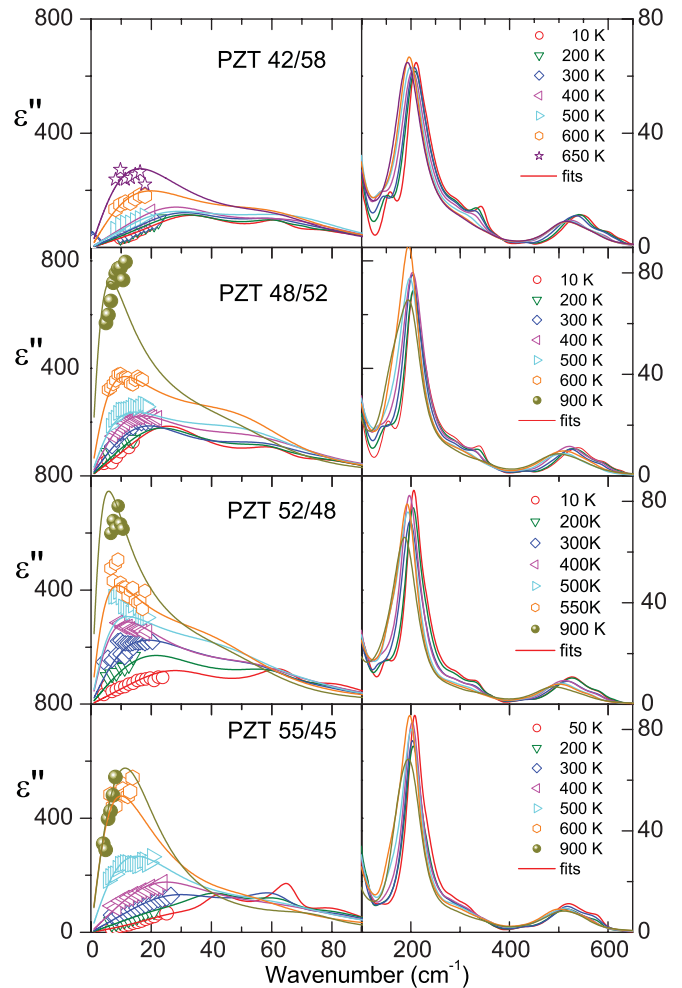 800
400
ε"
PZT 42/58
80
40
0
10 K
200 K
300 K
400 K
500 K
600 K
650 K
fits
800
400
ε"
PZT 48/52
80
40
0
10 K
200 K
300 K
400 K
500 K
600 K
900 K
fits
800
400
ε"
PZT 52/48
80
40
0
10 K
200K
300K
400K
500K
550K
900 K
fits
800
400
0
ε"
PZT 55/45
80
40
0
50 K
200 K
300 K
400 K
500 K
600 K
900 K
fits
0 20 40 60 80 200 400 600
Wavenumber (cm-1)